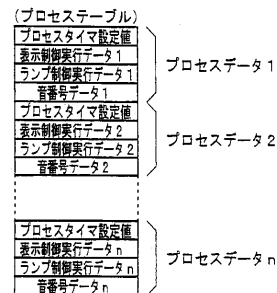 (プロセステーブル)
プロセスタイマ設定値
表示制御実行データ1
ランプ制御実行データ1
音番号データ1
プロセスデータ1
プロセスタイマ設定値
表示制御実行データ2
ランプ制御実行データ2
音番号データ2
プロセスデータ2
プロセスタイマ設定値
表示制御実行データn
ランプ制御実行データn
音番号データn
プロセスデータn